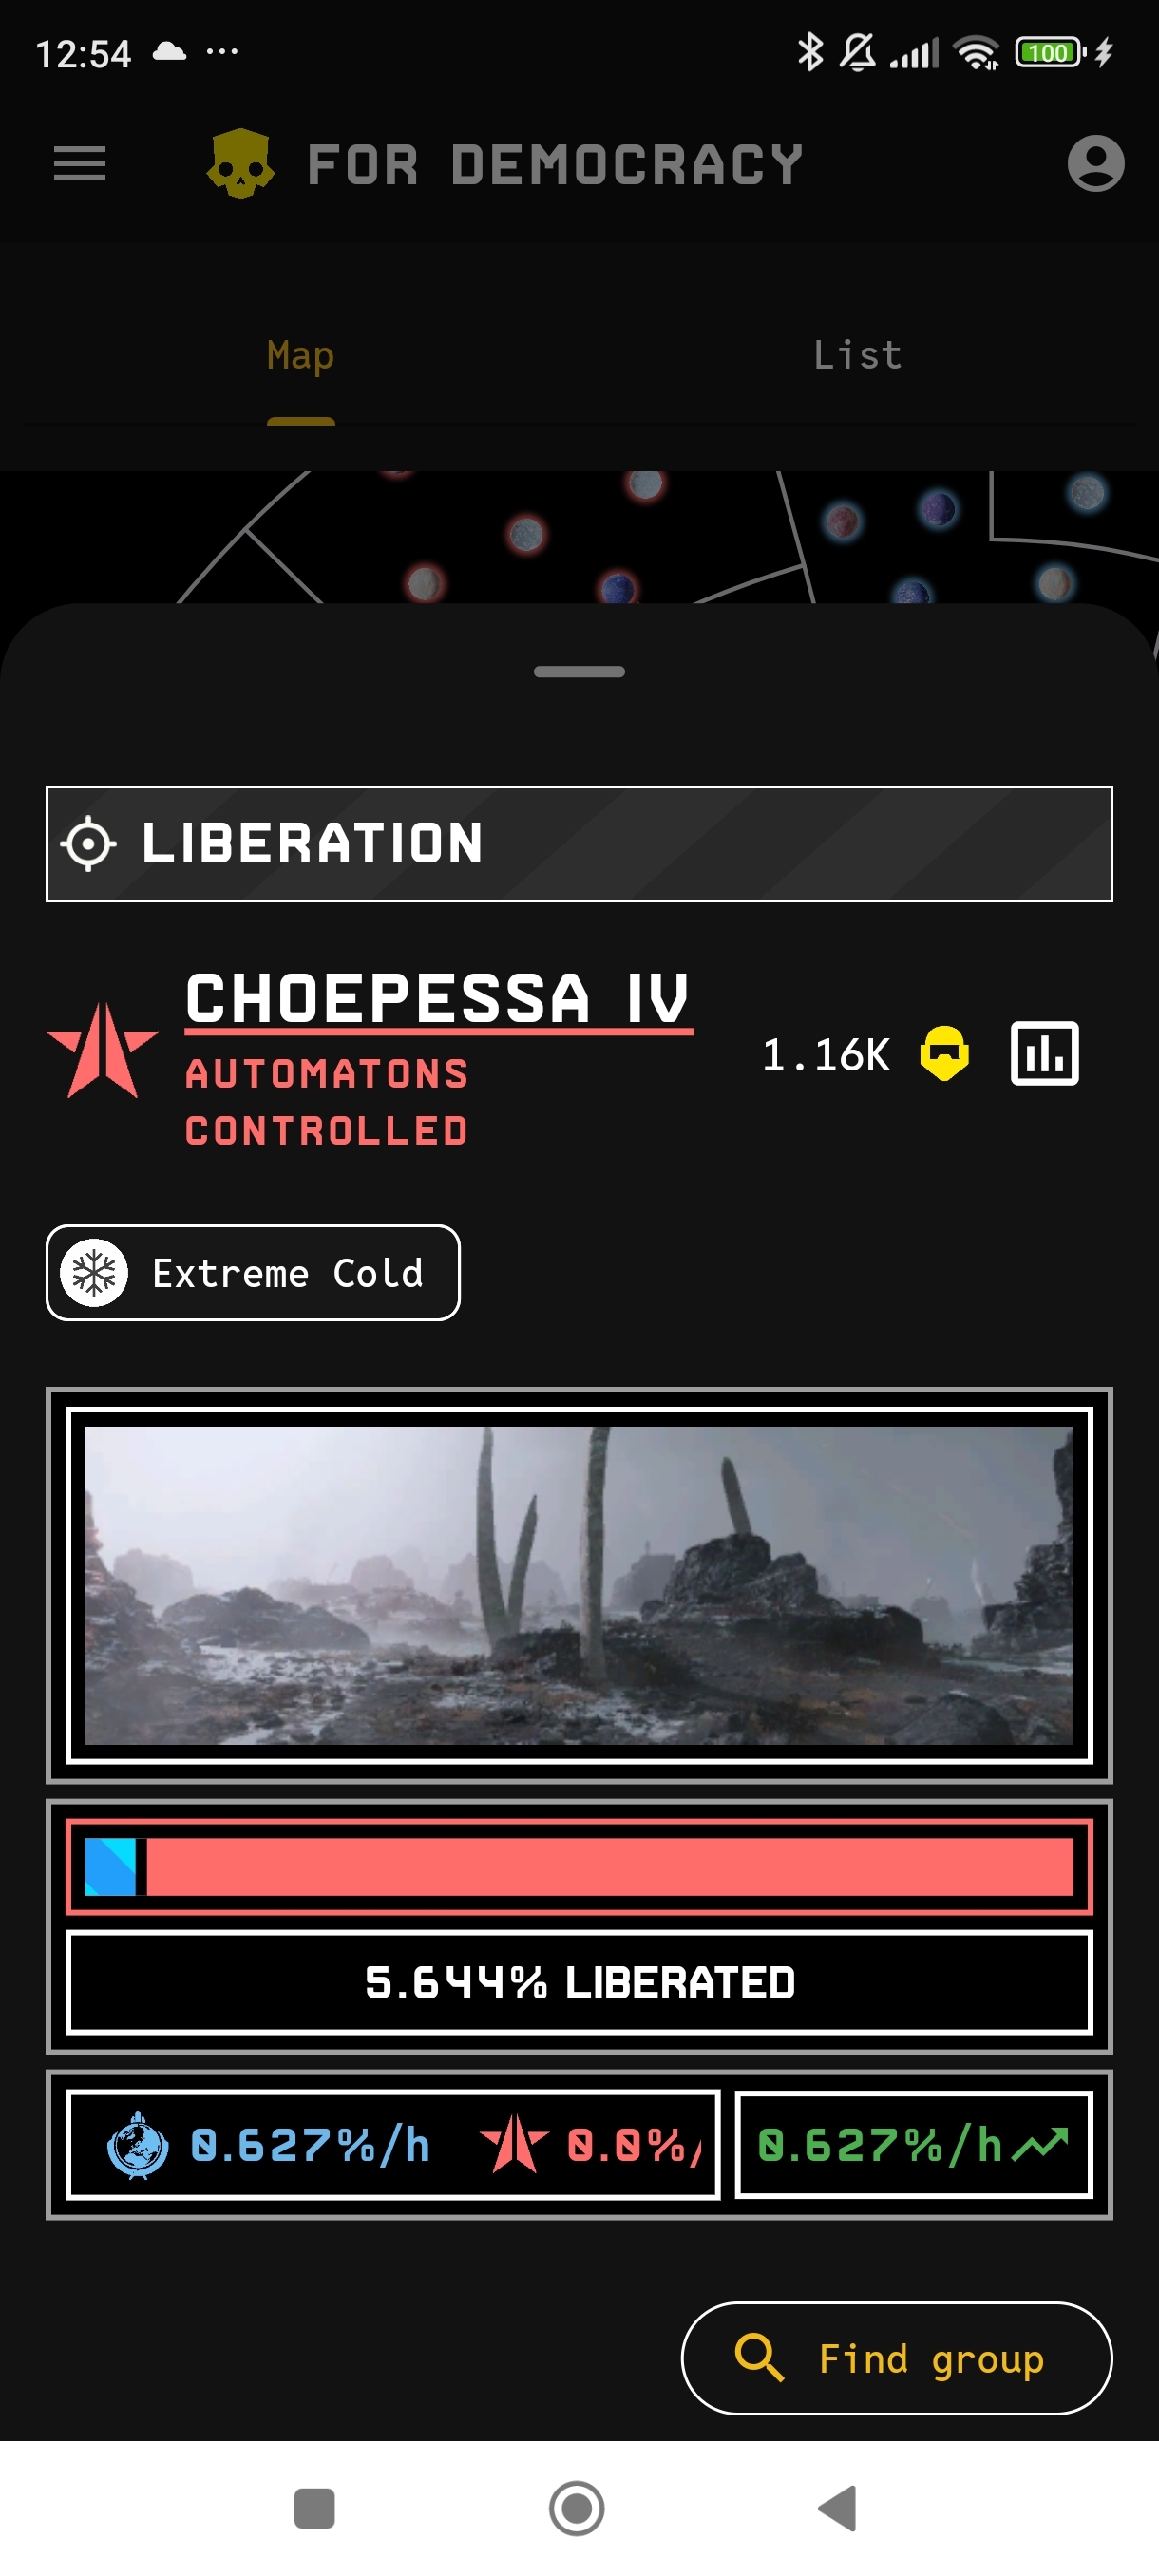 12:54
100
FOR DEMOCRACY
Map
List
LIBERATION
CHOEPESSA IV
AUTOMATONS
CONTROLLED
1.16K
Extreme Cold
5.644% LIBERATED
0.627%/h 0.0%/ 0.627%/h
Find group